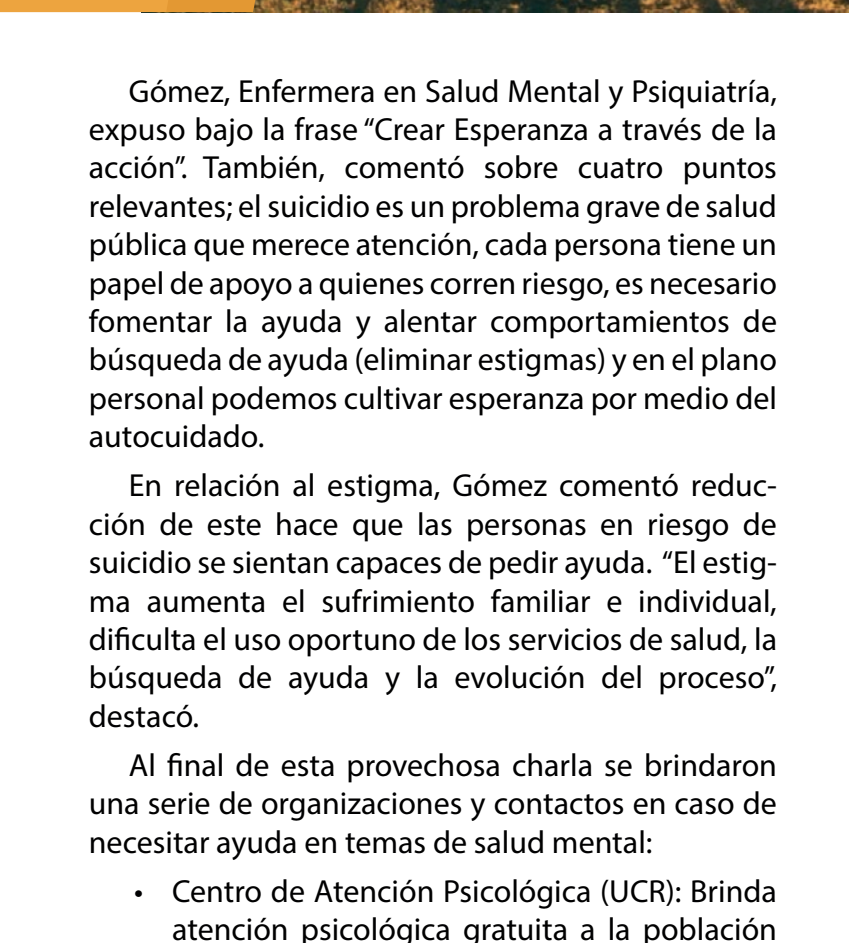 Gómez, Enfermera en Salud Mental y Psiquiatría,
expuso bajo la frase “Crear Esperanza a través de la
acción”. También, comentó sobre cuatro puntos
relevantes; el suicidio es un problema grave de salud
pública que merece atención, cada persona tiene un
papel de apoyo a quienes corren riesgo, es necesario
fomentar la ayuda y alentar comportamientos de
búsqueda de ayuda (eliminar estigmas) y en el plano
personal podemos cultivar esperanza por medio del
autocuidado.
En relación al estigma, Gómez comentó reduc-
ción de este hace que las personas en riesgo de
suicidio se sientan capaces de pedir ayuda. “El estig-
ma aumenta el sufrimiento familiar e individual,
dificulta el uso oportuno de los servicios de salud, la
búsqueda de ayuda y la evolución del proceso”,
destacó.
Al final de esta provechosa charla se brindaron
una serie de organizaciones y contactos en caso de
necesitar ayuda en temas de salud mental:
• Centro de Atención Psicológica (UCR): Brinda
atención psicológica gratuita a la población